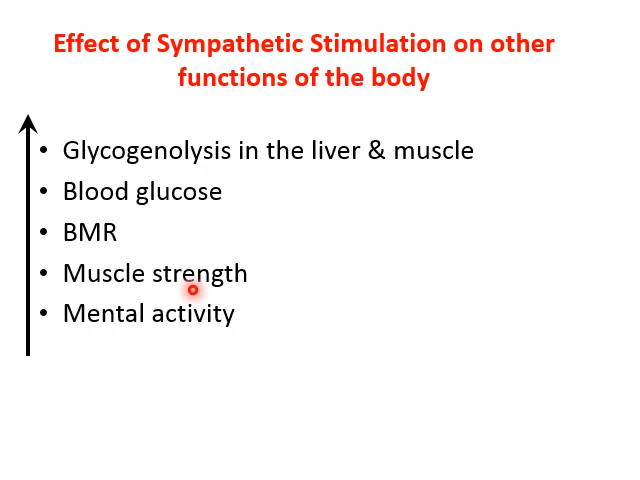 Effect of Sympathetic Stimulation on other
functions of the body
• Glycogenolysis in the liver & muscle
• Blood glucose
• BMR
• Muscle strength
• Mental activity